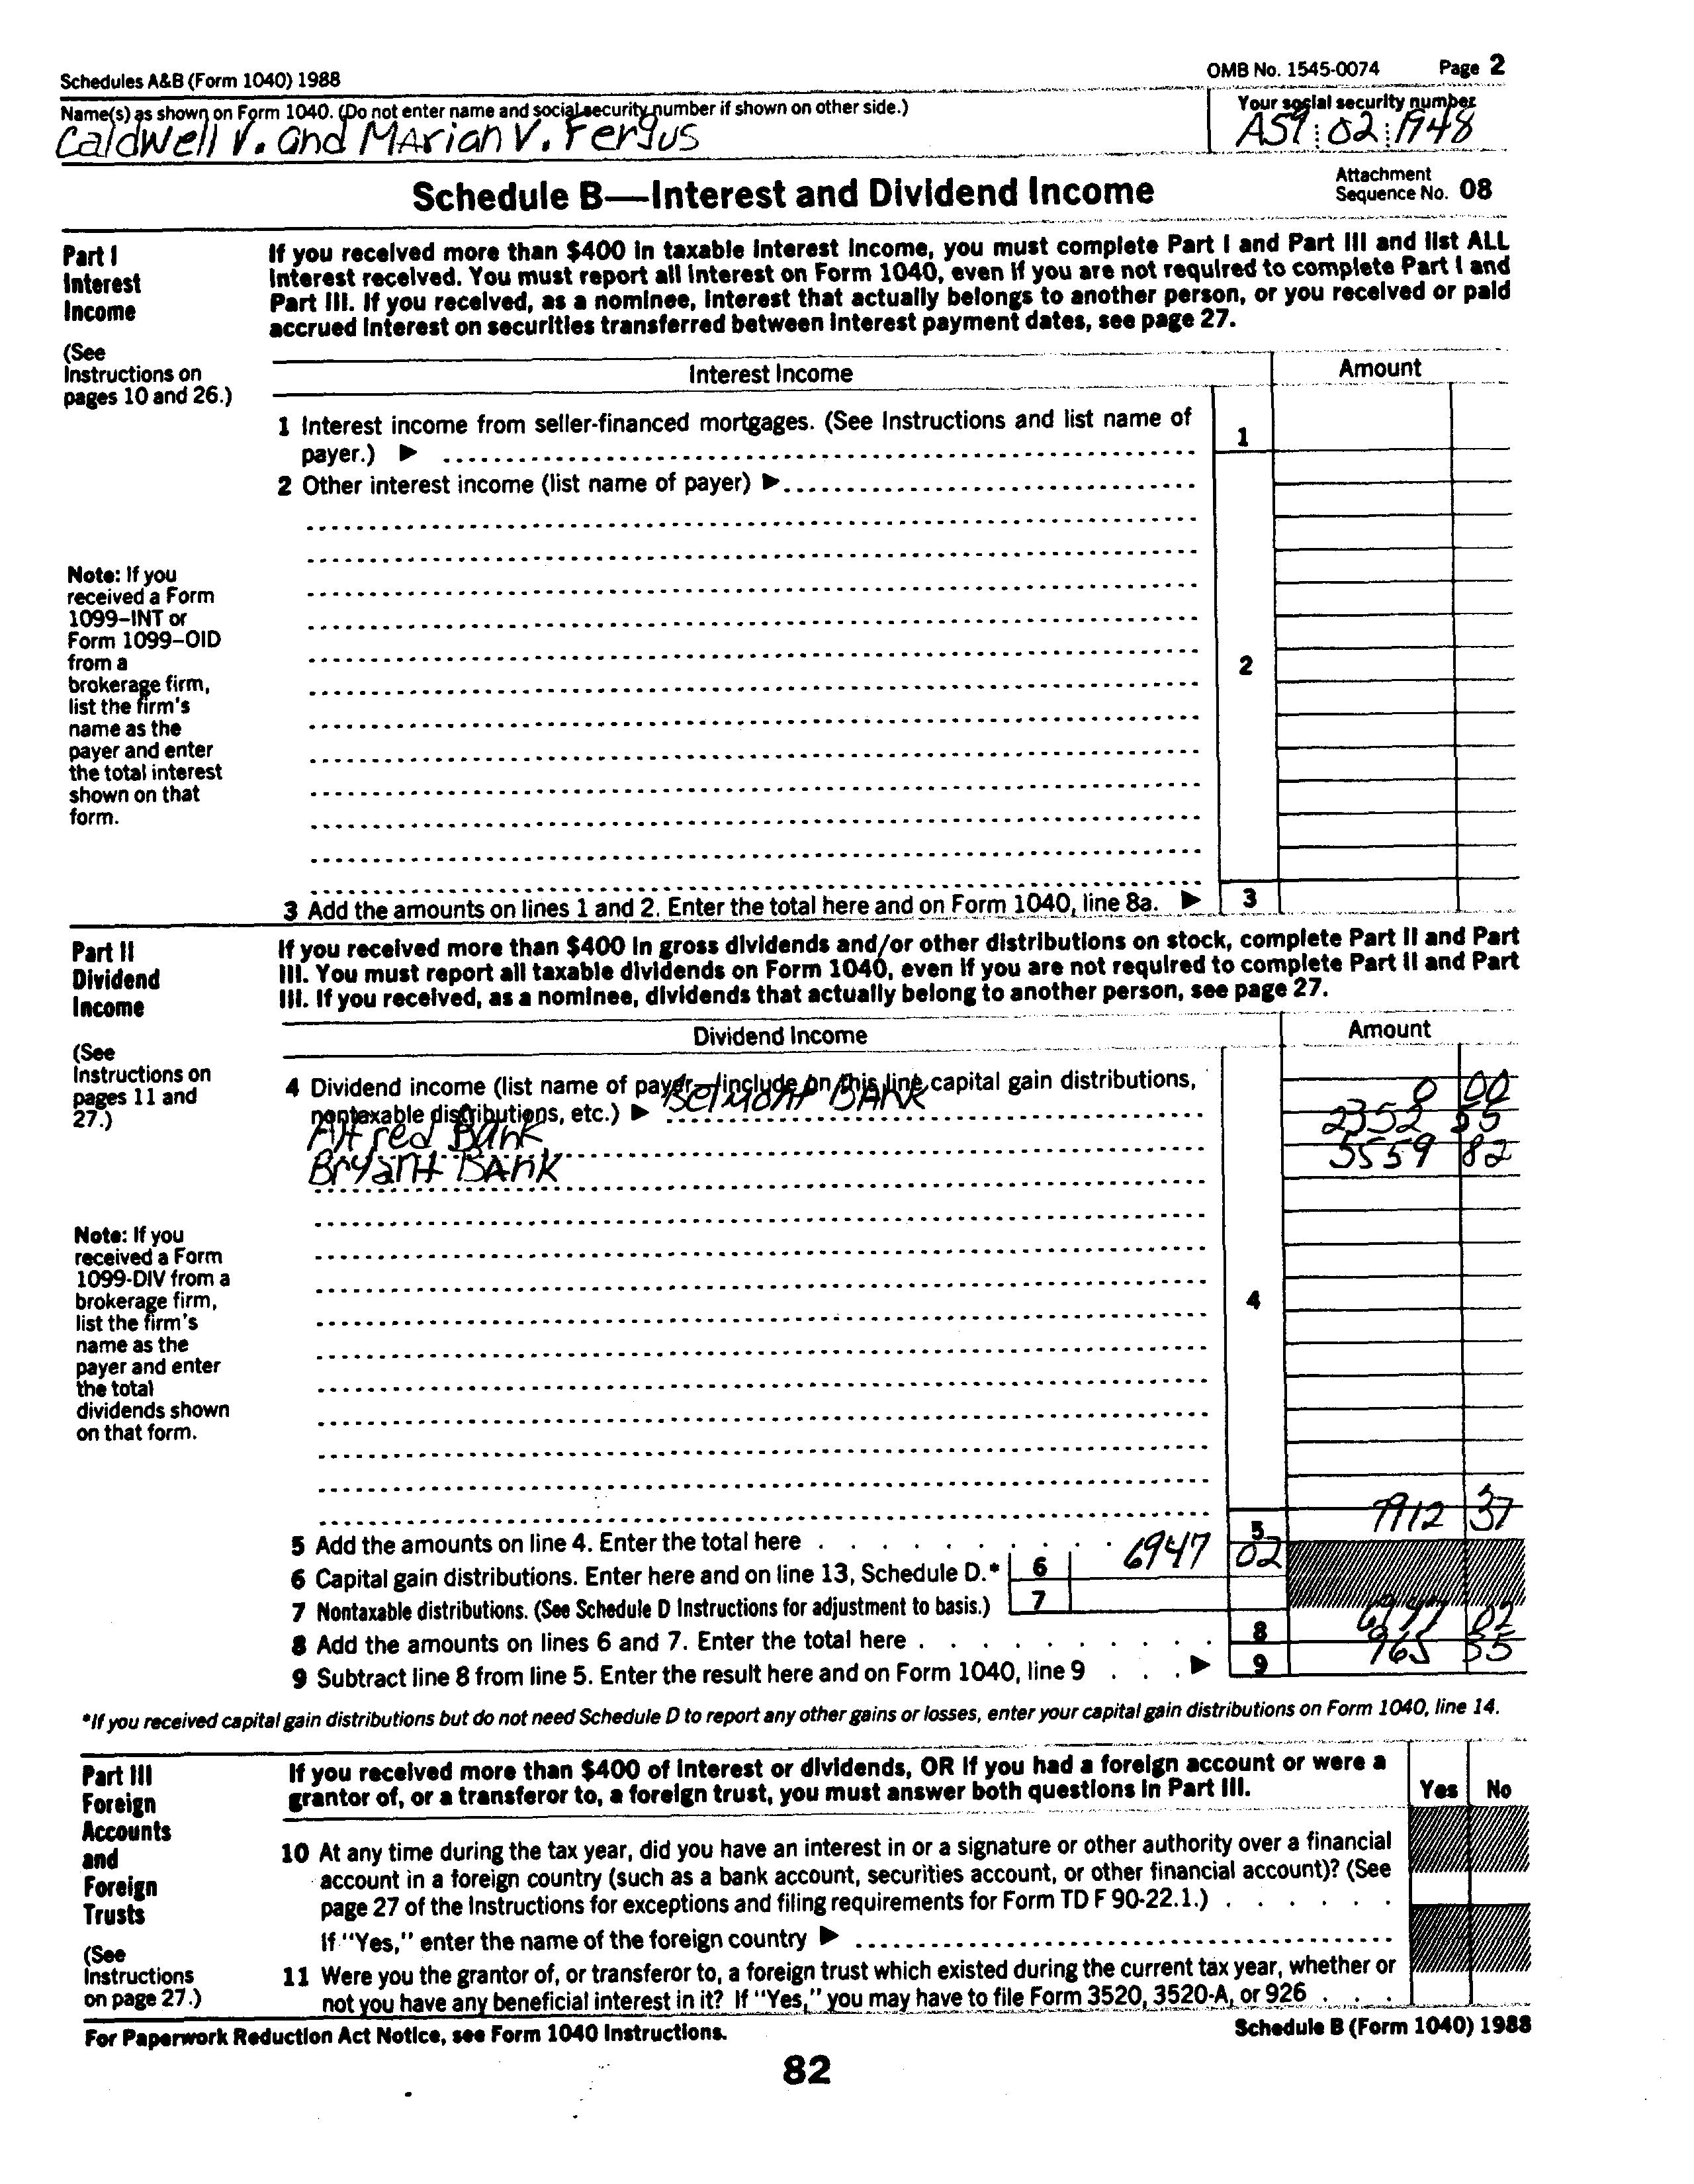 Schedules A&B (Form 1040) 1988
OMB No. 1545-0074 Page 2
Name(s) as shown on Form 1040. (Do not enter name and social security number if shown on other side.)
Your social security number
Caldwell V. and Marian V. Fergus
02 1948
Schedule B—Interest and Dividend Income
Attachment
Sequence No. 08
Part I
Interest
Income
(See
Instructions on
pages 10 and 26.)
If you received more than $400 in taxable interest income, you must complete Part I and Part III and list ALL
interest received. You must report all interest on Form 1040, even if you are not required to complete Part I and
Part III. If you received, as a nominee, interest that actually belongs to another person, or you received or paid
accrued interest on securities transferred between interest payment dates, see page 27.
Interest Income
Amount
1 Interest income from seller-financed mortgages. (See Instructions and list name of
payer.) ▶
1
2 Other interest income (list name of payer) ▶
Note: If you
received a Form
1099–INT or
Form 1099–OID
from a
brokerage firm,
list the firm's
name as the
payer and enter
the total interest
shown on that
form.
2
3 Add the amounts on lines 1 and 2. Enter the total here and on Form 1040, line 8a. ▶ 3
Part II
Dividend
Income
(See
Instructions on
pages 11 and
27.)
If you received more than $400 in gross dividends and/or other distributions on stock, complete Part II and Part
III. You must report all taxable dividends on Form 1040, even if you are not required to complete Part II and Part
III. If you received, as a nominee, dividends that actually belong to another person, see page 27.
Dividend Income
Amount
4 Dividend income (list name of payer—include on this line capital gain distributions,
nontaxable distributions, etc.) ▶ Belmont Bank 0 00
Alfred Bank 2352 55
Bryant Bank 5559 82
Note: If you
received a Form
1099-DIV from a
brokerage firm,
list the firm's
name as the
payer and enter
the total
dividends shown
on that form.
4
5 Add the amounts on line 4. Enter the total here 5 7912 37
6 Capital gain distributions. Enter here and on line 13, Schedule D.* 6 6947 02
7 Nontaxable distributions. (See Schedule D Instructions for adjustment to basis.) 7
8 Add the amounts on lines 6 and 7. Enter the total here 8 6947 02
9 Subtract line 8 from line 5. Enter the result here and on Form 1040, line 9 ▶ 9 965 35
*If you received capital gain distributions but do not need Schedule D to report any other gains or losses, enter your capital gain distributions on Form 1040, line 14.
Part III
Foreign
Accounts
and
Foreign
Trusts
(See
Instructions
on page 27.)
If you received more than $400 of interest or dividends, OR if you had a foreign account or were a
grantor of, or a transferor to, a foreign trust, you must answer both questions in Part III.
Yes No
10 At any time during the tax year, did you have an interest in or a signature or other authority over a financial
account in a foreign country (such as a bank account, securities account, or other financial account)? (See
page 27 of the Instructions for exceptions and filing requirements for Form TD F 90-22.1.)
If "Yes," enter the name of the foreign country ▶
11 Were you the grantor of, or transferor to, a foreign trust which existed during the current tax year, whether or
not you have any beneficial interest in it? If "Yes," you may have to file Form 3520, 3520-A, or 926
For Paperwork Reduction Act Notice, see Form 1040 Instructions.
Schedule B (Form 1040) 1988
82